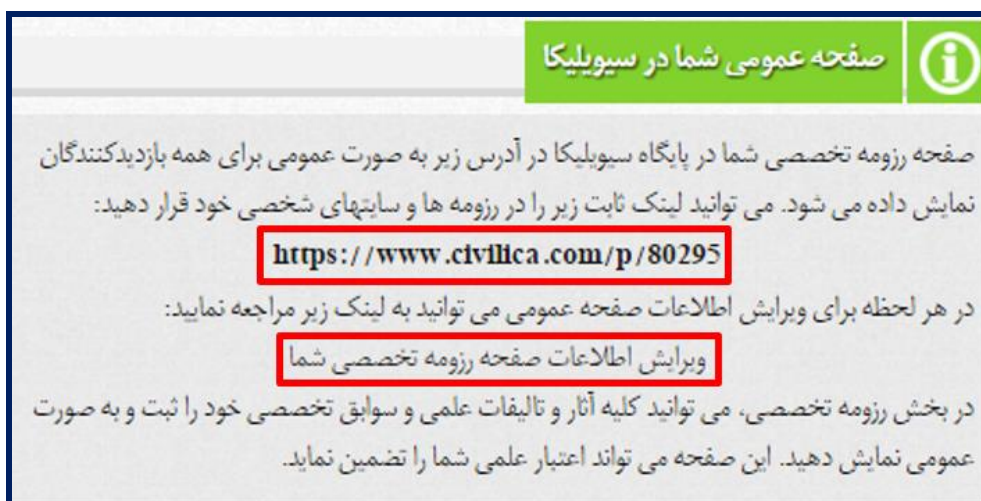 صفحه عمومی شما در سیویلیکا
صفحه رزومه تخصصی شما در پایگاه سیویلیکا در آدرس زیر به صورت عمومی برای همه بازدیدکنندگان
نمایش داده می شود. می توانید لینک ثابت زیر را در رزومه ها و سایتهای شخصی خود قرار دهید:
https://www.civilica.com/p/80295
در هر لحظه برای ویرایش اطلاعات صفحه عمومی می توانید به لینک زیر مراجعه نمایید:
ویرایش اطلاعات صفحه رزومه تخصصی شما
در بخش رزومه تخصصی، می توانید کلیه آثار و تالیفات علمی و سوابق تخصصی خود را ثبت و به صورت
عمومی نمایش دهید. این صفحه می تواند اعتبار علمی شما را تضمین نماید.